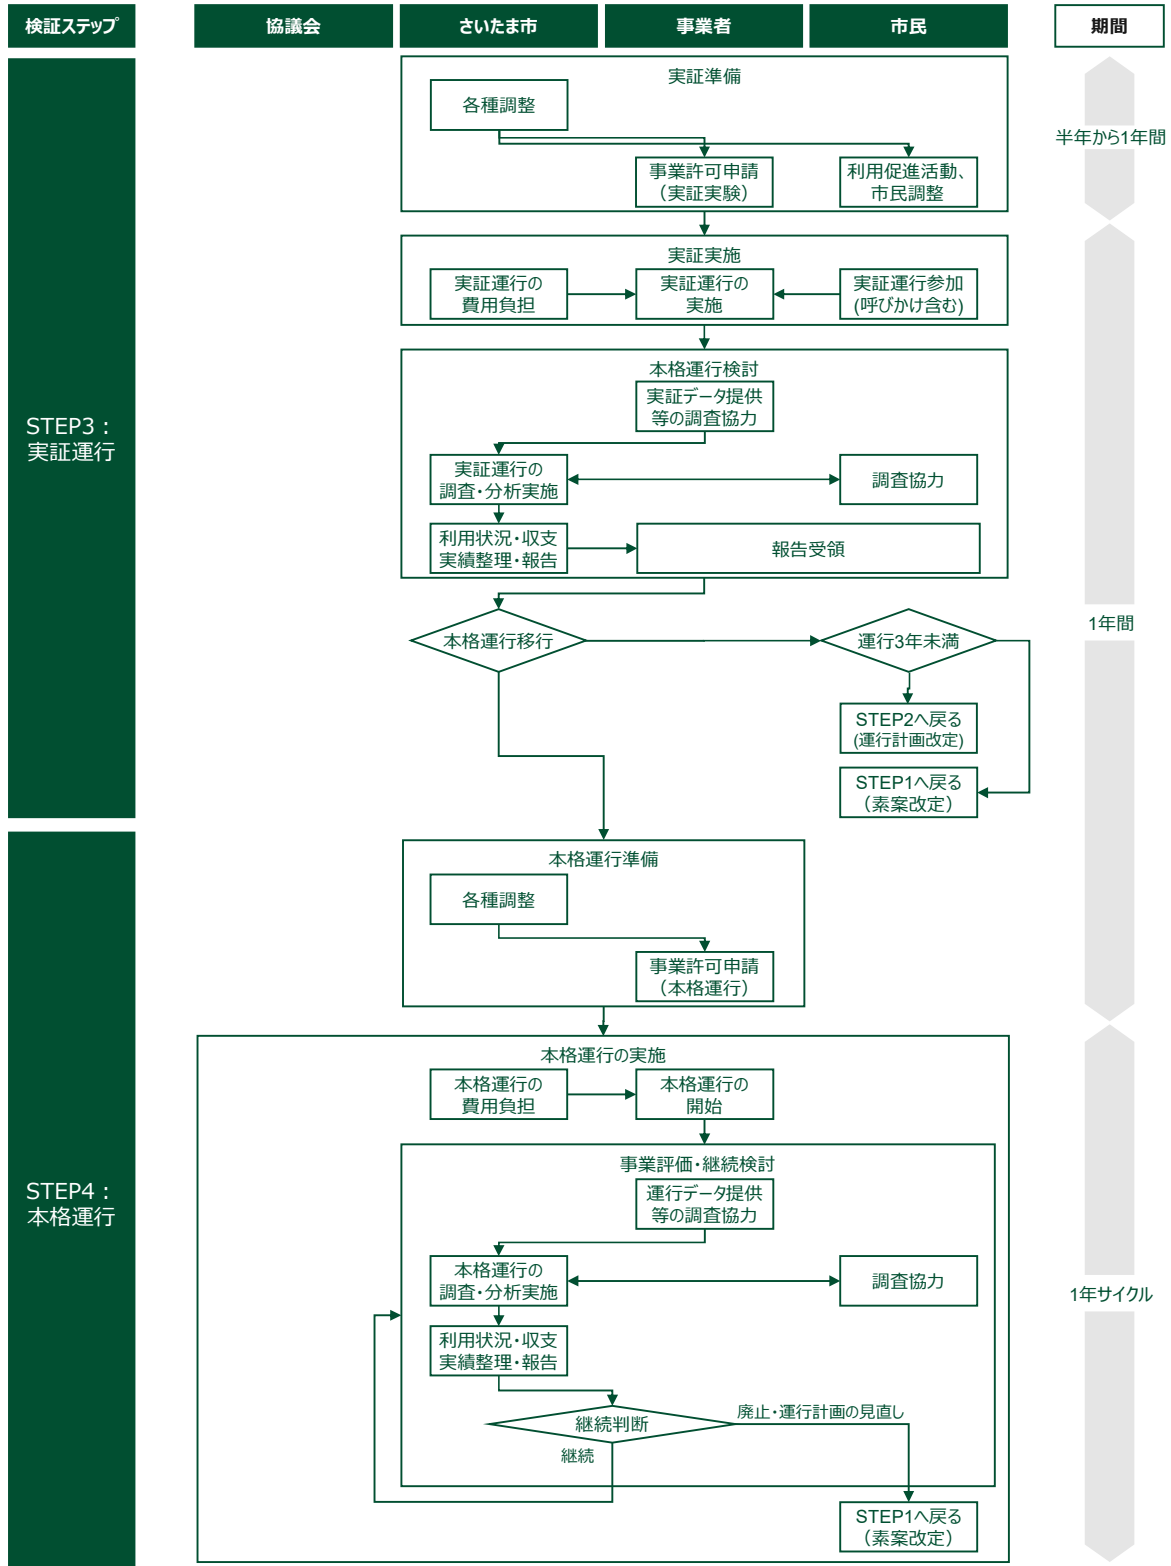 検証ステップ
協議会
さいたま市
事業者
市民
期間
STEP3：
実証運行
実証準備
各種調整
事業許可申請
（実証実験）
利用促進活動、
市民調整
半年から1年間
実証実施
実証運行の
費用負担
実証運行の
実施
実証運行参加
(呼びかけ含む)
本格運行検討
実証データ提供
等の調査協力
実証運行の
調査・分析実施
調査協力
利用状況・収支
実績整理・報告
報告受領
本格運行移行
運行3年未満
1年間
STEP2へ戻る
(運行計画改定)
STEP1へ戻る
（素案改定）
STEP4：
本格運行
本格運行準備
各種調整
事業許可申請
（本格運行）
本格運行の実施
本格運行の
費用負担
本格運行の
開始
事業評価・継続検討
運行データ提供
等の調査協力
本格運行の
調査・分析実施
調査協力
1年サイクル
利用状況・収支
実績整理・報告
継続判断
廃止・運行計画の見直し
継続
STEP1へ戻る
（素案改定）